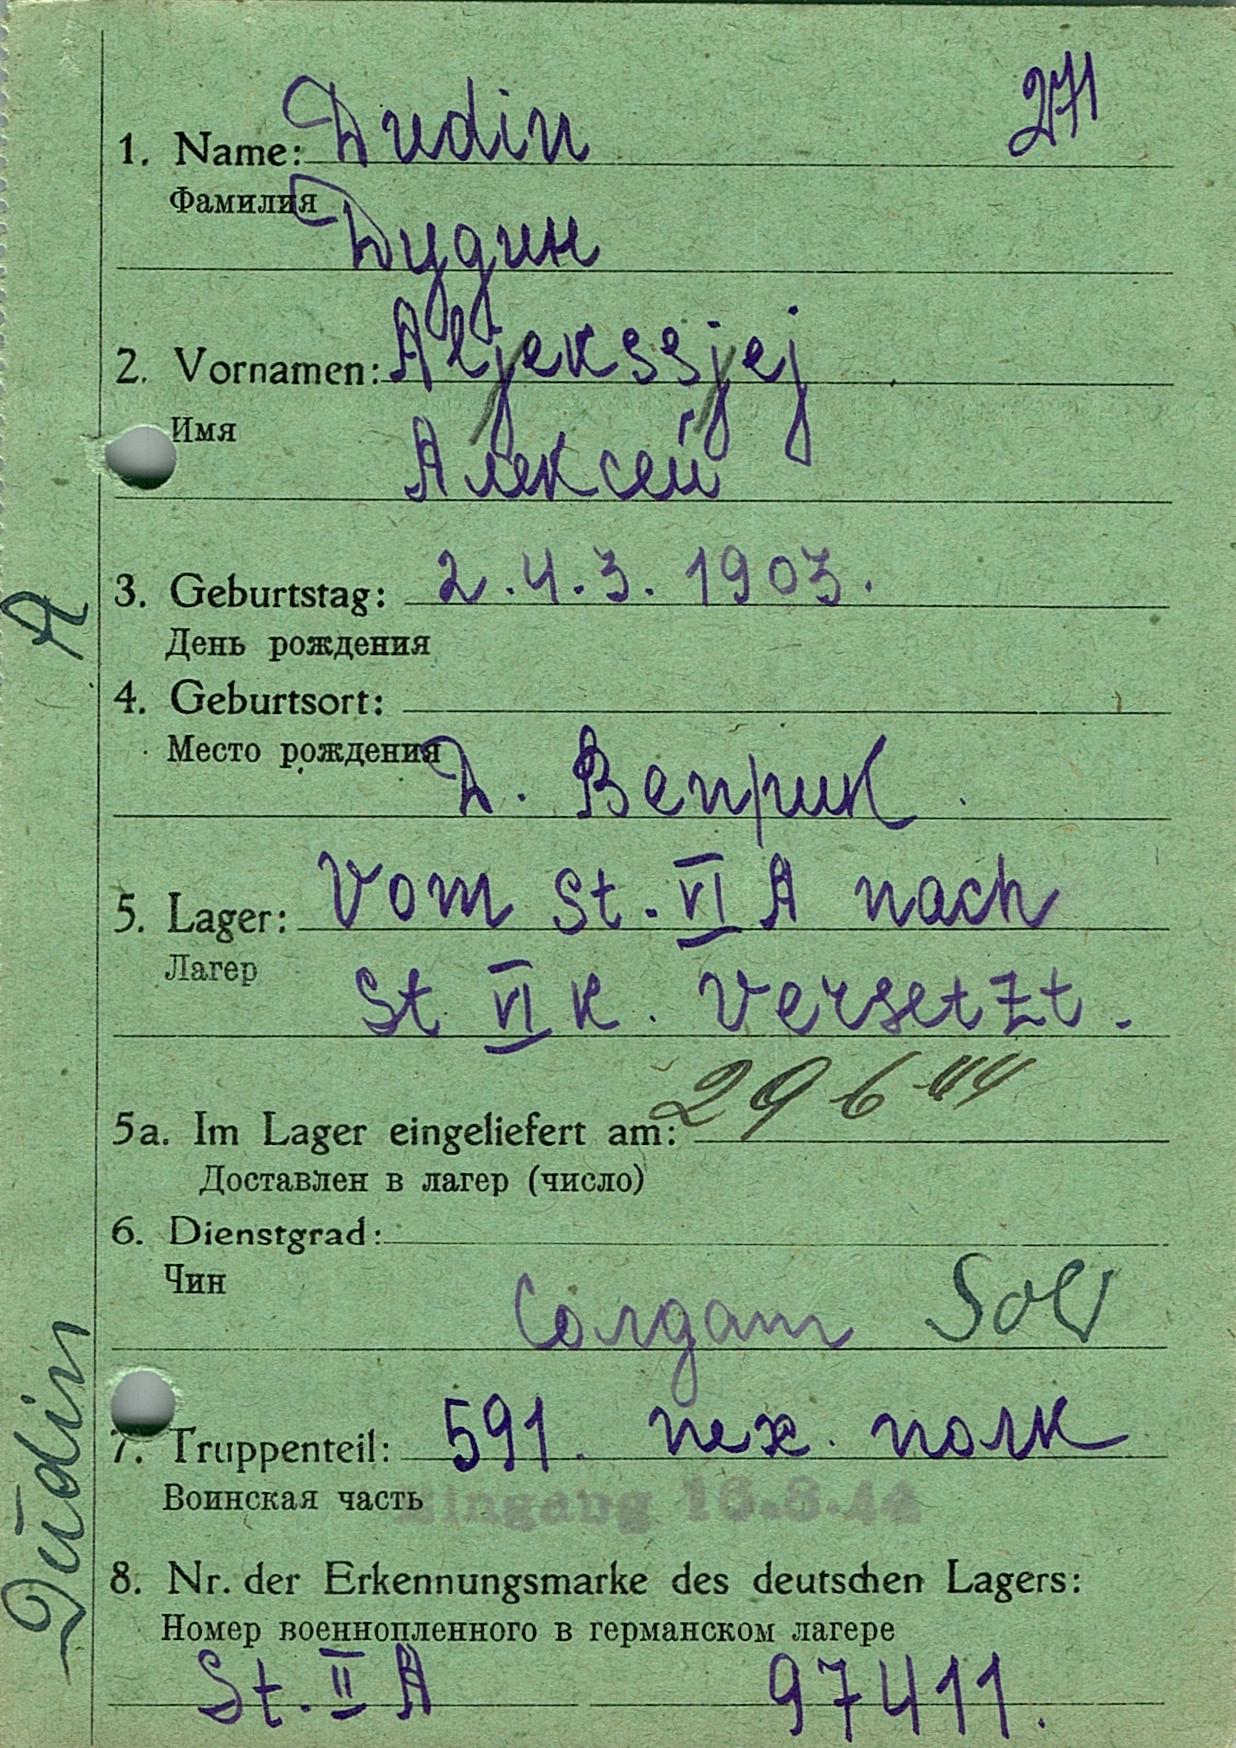 271
1. Name: Dudin
Фамилия
Дудин
2. Vornamen: Aljekssjej
Имя
Алексей
3. Geburtstag: 2.4.3. 1903.
День рождения
4. Geburtsort:
Место рождения
Д. Веприк
5. Lager: Vom St. VI A nach
Лагер
St VI K. versetzt.
5a. Im Lager eingeliefert am: 29 6 44
Доставлен в лагер (число)
6. Dienstgrad:
Чин
Солдат Sol
7. Truppenteil: 591. пех. полк
Воинская часть
Eingang 16.8.44
8. Nr. der Erkennungsmarke des deutschen Lagers:
Номер военнопленного в германском лагере
St. II A 97411.
A
Dudin